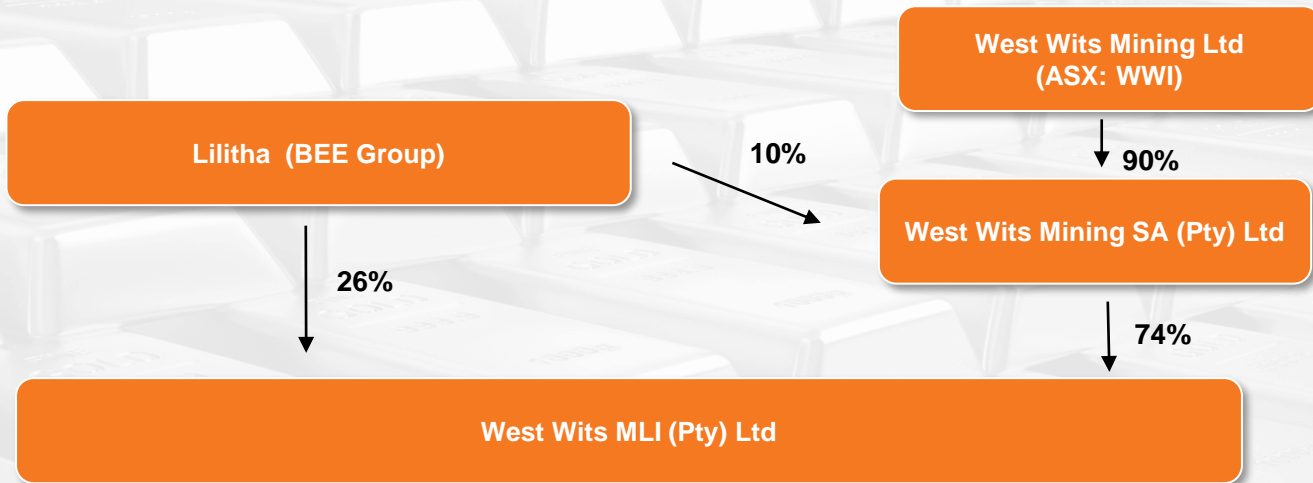 West Wits Mining Ltd
(ASX: WWI)
Lilitha (BEE Group)
10%
90%
West Wits Mining SA (Pty) Ltd
26%
74%
West Wits MLI (Pty) Ltd